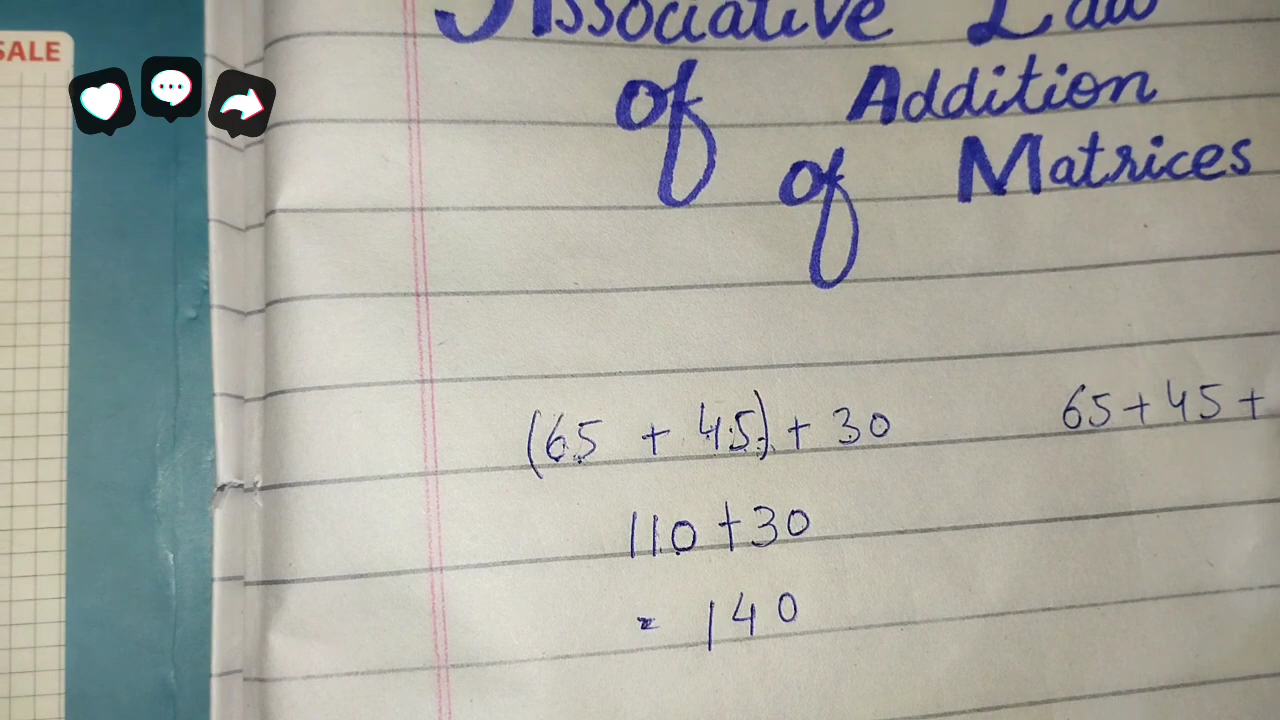 SALE
Associative Law
of Addition
of Matrices
(65 + 45) + 30
65 + 45 +
110 + 30
= 140